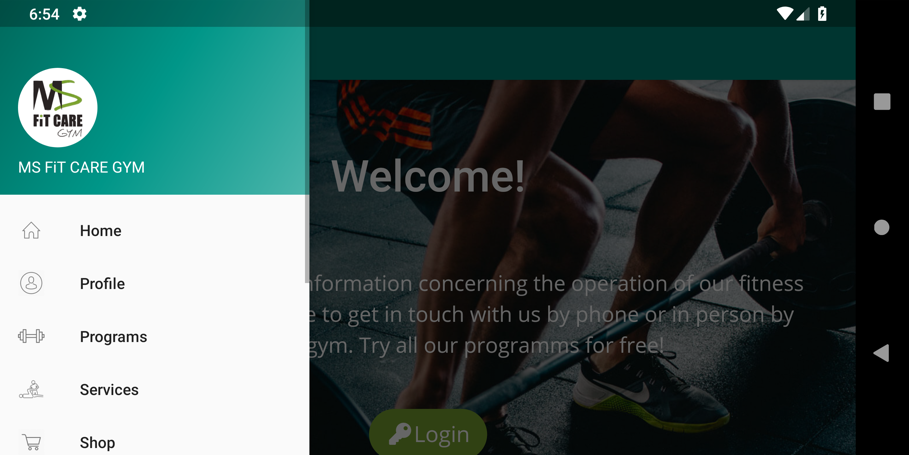 6:54
MS
FiT CARE
GYM
MS FiT CARE GYM
Home
Profile
Programs
Services
Shop
Welcome!
nformation concerning the operation of our fitness
e to get in touch with us by phone or in person by
gym. Try all our programms for free!
Login